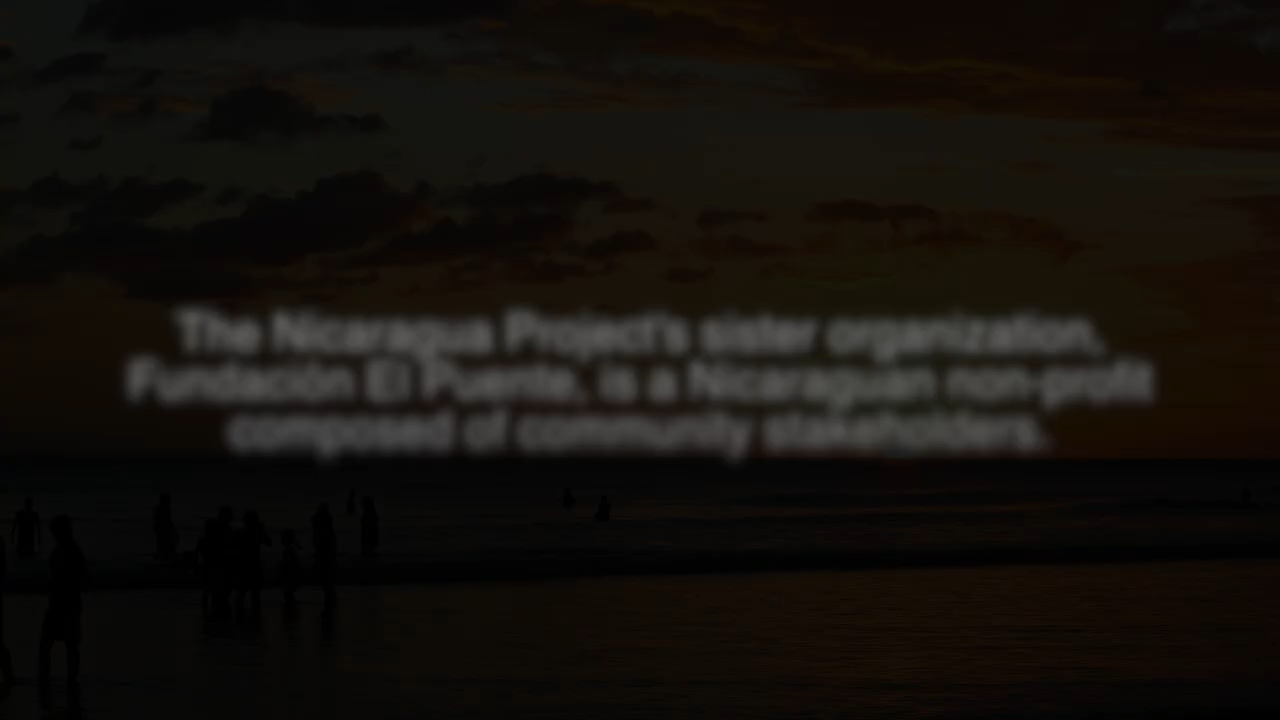 The Nicaragua Project's sister organization,
Fundación El Puente, is a Nicaraguan non-profit
composed of community stakeholders.